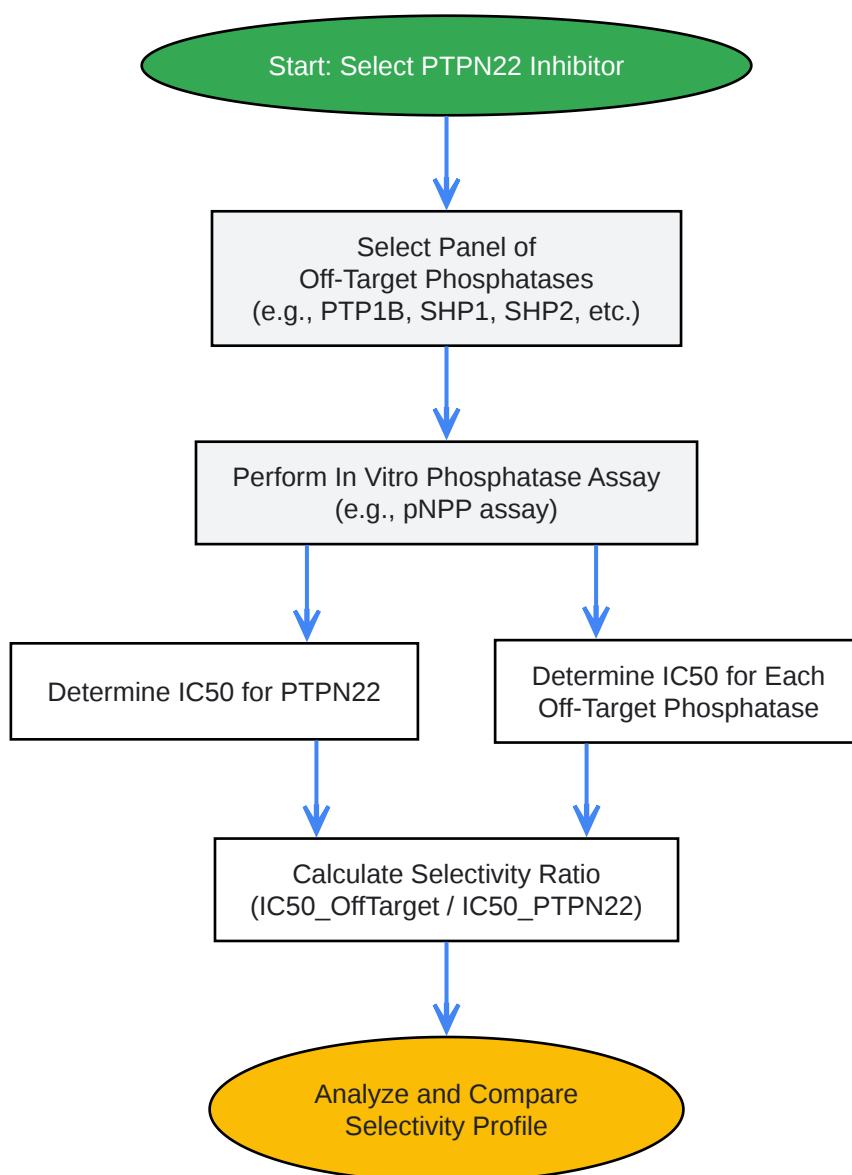 Start: Select PTPN22 Inhibitor
Select Panel of
Off-Target Phosphatases
(e.g., PTP1B, SHP1, SHP2, etc.)
Perform In Vitro Phosphatase Assay
(e.g., pNPP assay)
Determine IC50 for PTPN22
Determine IC50 for Each
Off-Target Phosphatase
Calculate Selectivity Ratio
(IC50_OffTarget / IC50_PTPN22)
Analyze and Compare
Selectivity Profile